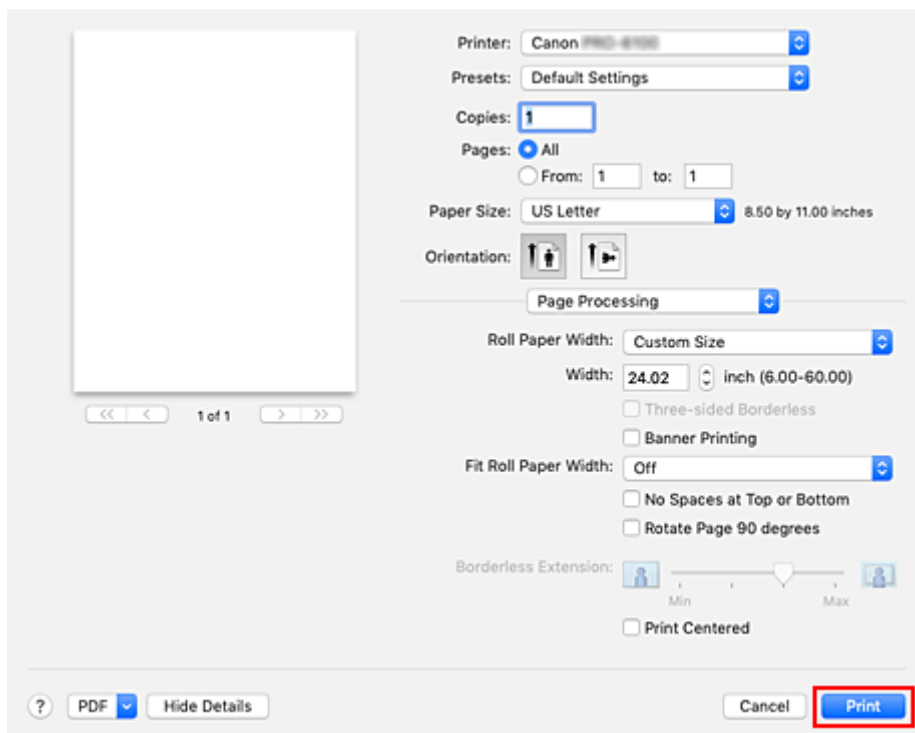 Printer: Canon
Presets: Default Settings
Copies: 1
Pages: All
From: 1 to: 1
Paper Size: US Letter 8.50 by 11.00 inches
Orientation:
Page Processing
Roll Paper Width: Custom Size
Width: 24.02 inch (6.00-60.00)
Three-sided Borderless
Banner Printing
Fit Roll Paper Width: Off
No Spaces at Top or Bottom
Rotate Page 90 degrees
Borderless Extension:
Min Max
Print Centered
<< < 1 of 1 > >>
? PDF Hide Details Cancel Print